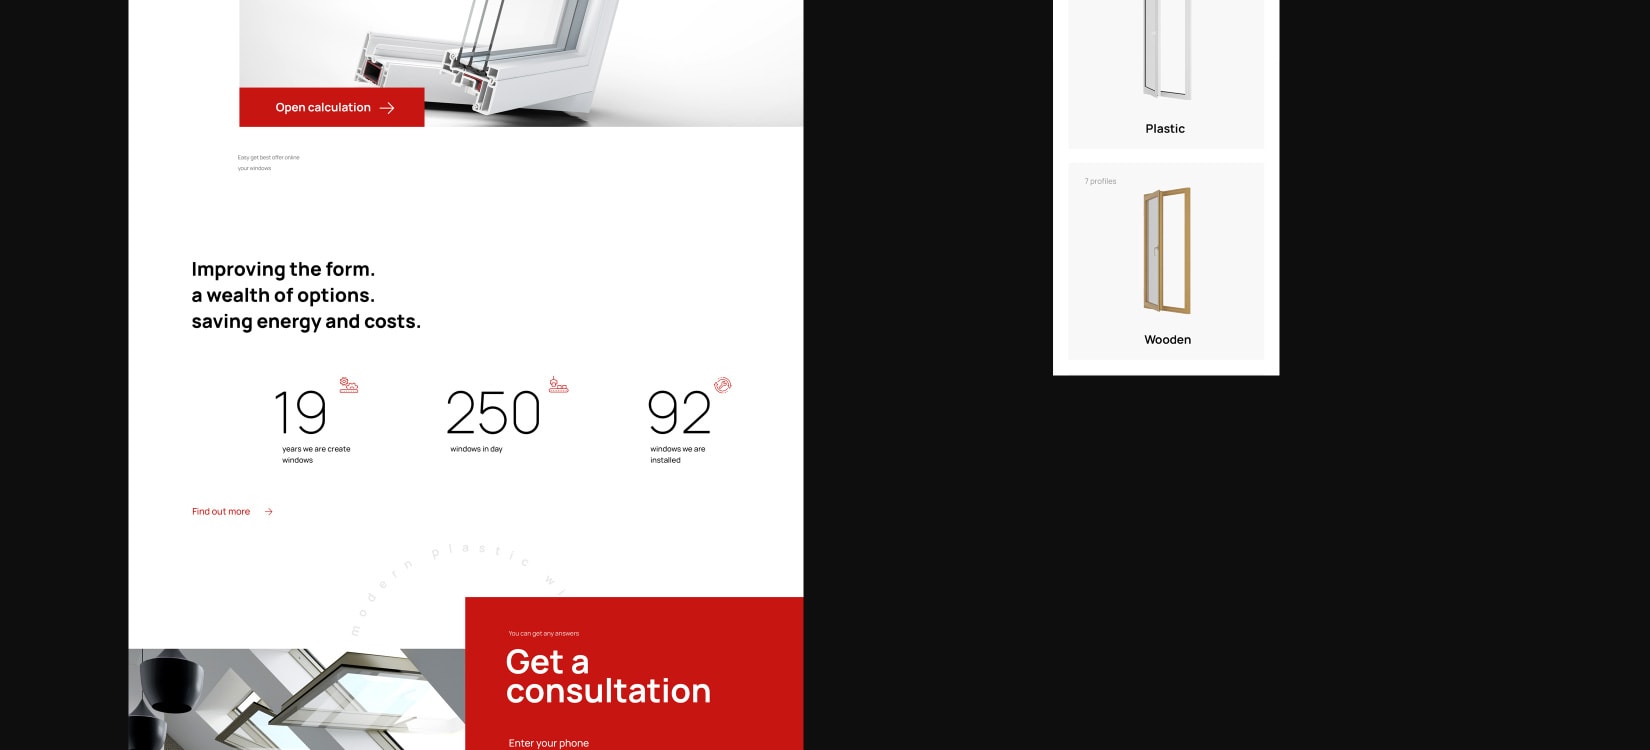 Open calculation
Easy get best offer online
your windows
Improving the form.
a wealth of options.
saving energy and costs.
19
years we are create
windows
250
windows in day
92
windows we are
installed
Find out more
modern plastic wi
You can get any answers
Get a
consultation
Enter your phone
Plastic
7 profiles
Wooden